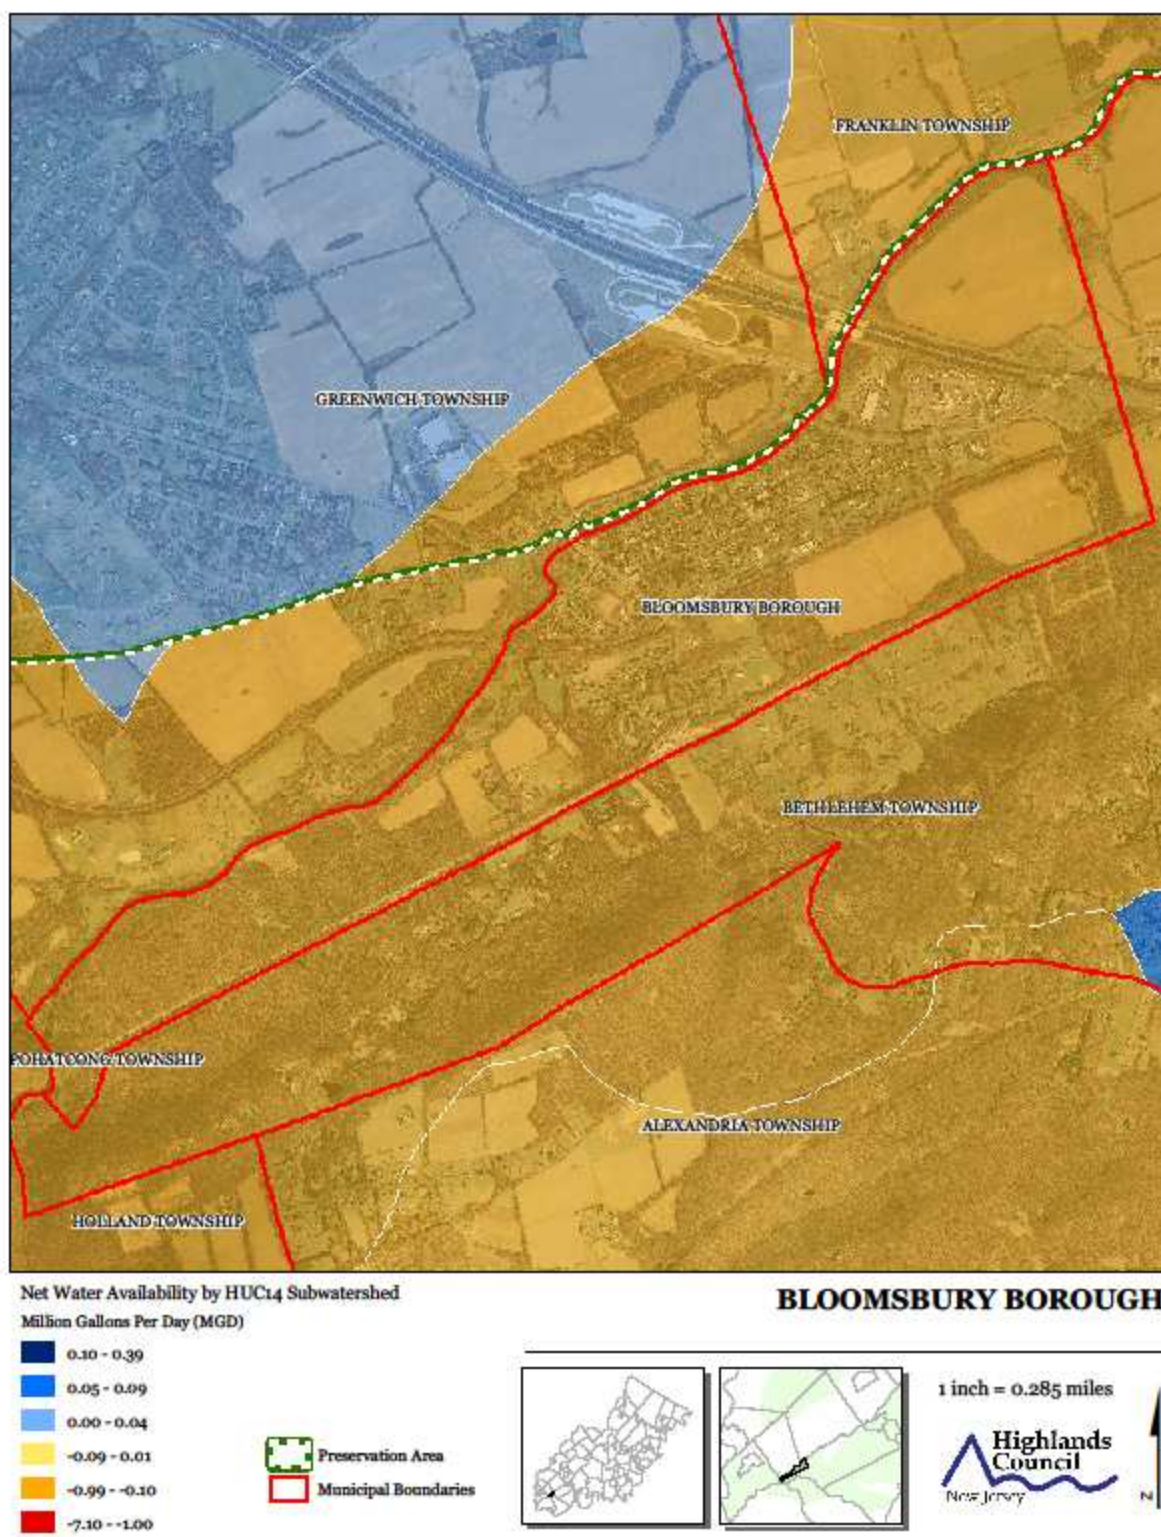 FRANKLIN TOWNSHIP
GREENWICH TOWNSHIP
BLOOMSBURY BOROUGH
BETHLEHEM TOWNSHIP
POHATCONG TOWNSHIP
ALEXANDRIA TOWNSHIP
HOLLAND TOWNSHIP
Net Water Availability by HUC14 Subwatershed
Million Gallons Per Day (MGD)
0.10 - 0.39
0.05 - 0.09
0.00 - 0.04
-0.09 - 0.01
-0.99 - -0.10
-7.10 - -1.00
Preservation Area
Municipal Boundaries
BLOOMSBURY BOROUGH
1 inch = 0.285 miles
Highlands
Council
New Jersey
N